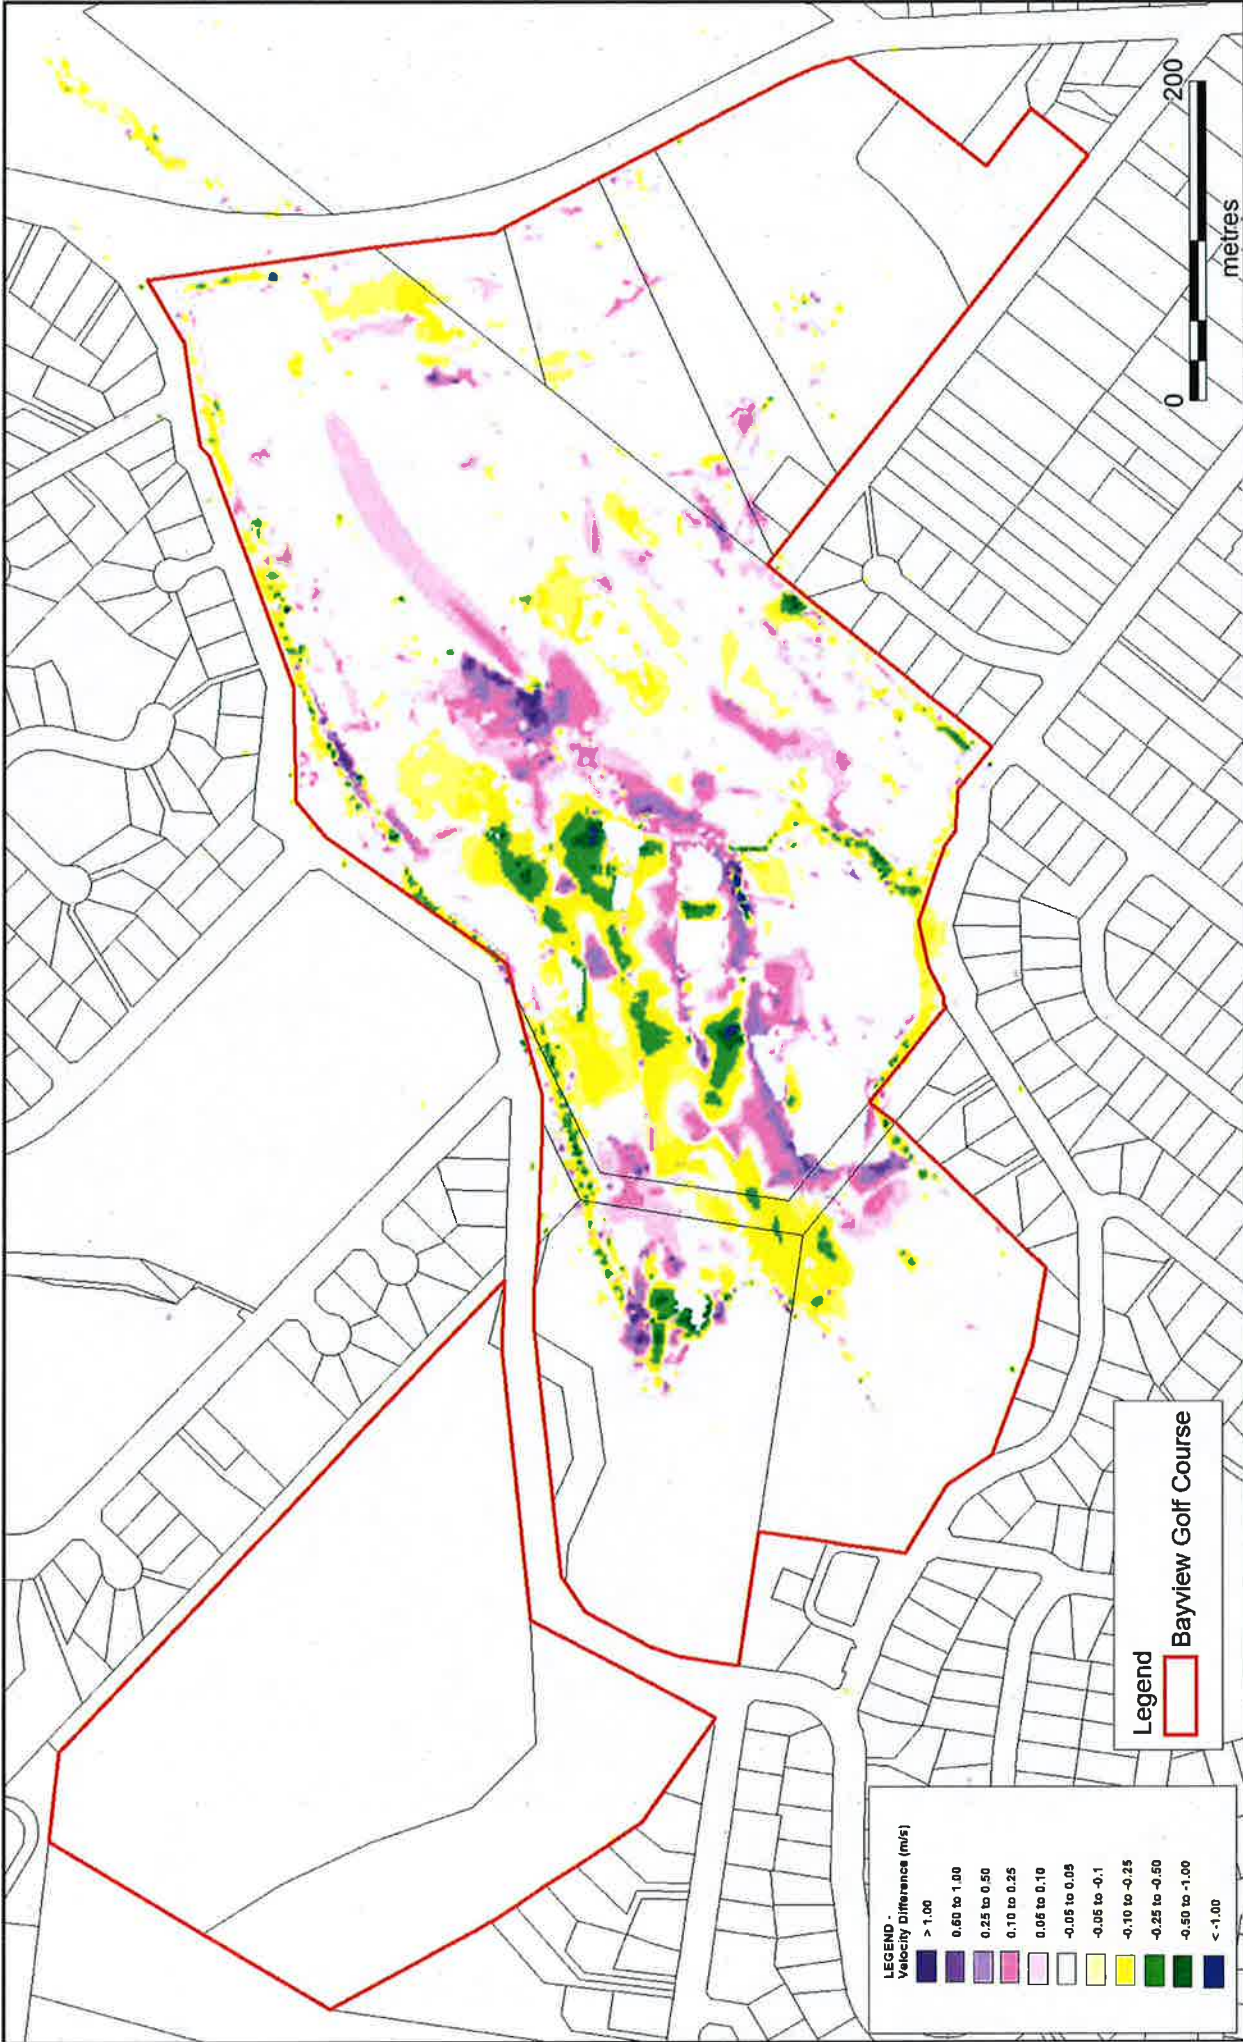 LEGEND -
Velocity Difference (m/s)
> 1.00
0.50 to 1.00
0.25 to 0.50
0.10 to 0.25
0.05 to 0.10
-0.05 to 0.05
-0.05 to -0.1
-0.10 to -0.25
-0.25 to -0.50
-0.50 to -1.00
< -1.00
Legend
Bayview Golf Course
0
200
metres